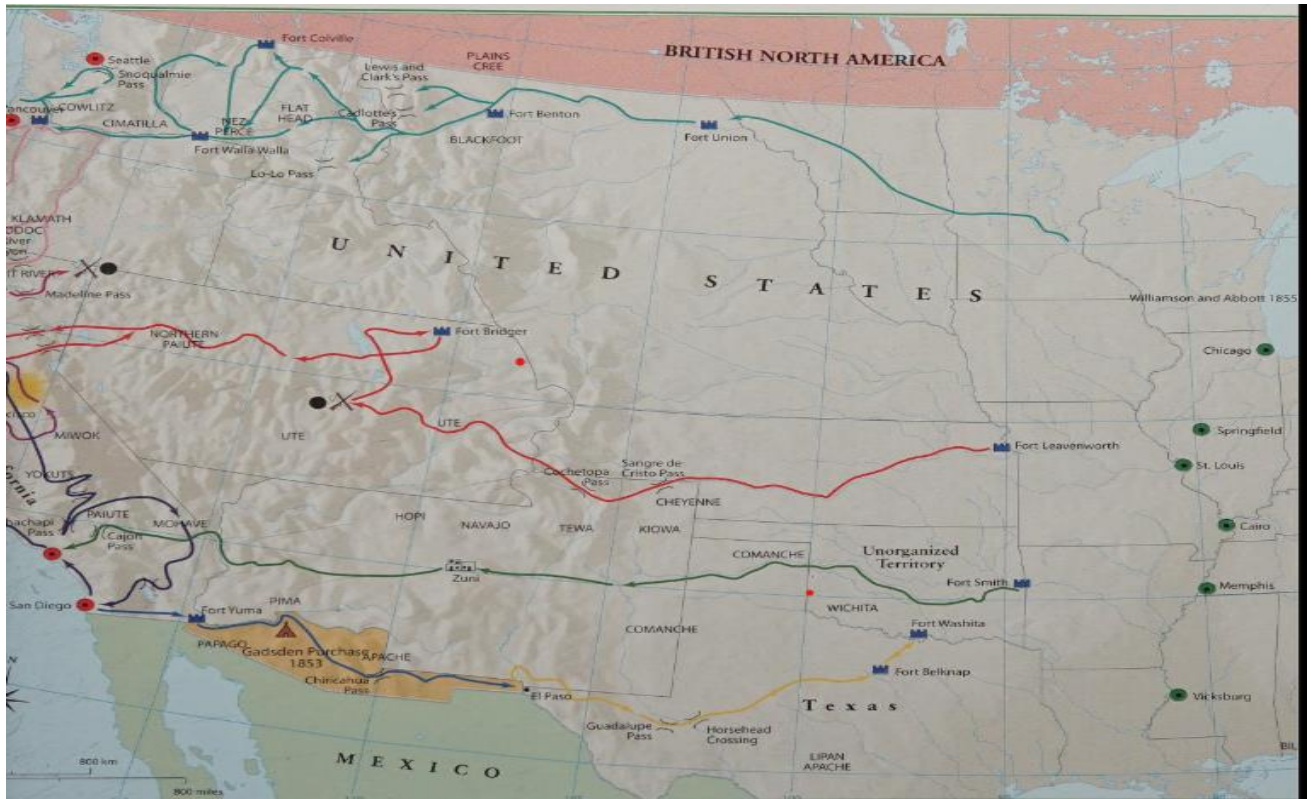 Fort Colville
PLAINS
CREE
BRITISH NORTH AMERICA
Seattle
Snoqualmie
Pass
Lewis and
Clark's Pass
COWLITZ
CIMATILLA
NEZ
PERCE
FLAT
HEAD
Cadlotte's
Pass
Fort Benton
BLACKFOOT
Fort Union
Fort Walla Walla
Lo-Lo Pass
KLAMATH
Madeline Pass
UNITED STATES
Williamson and Abbott 1855
NORTHERN
PAIUTE
Fort Bridger
Chicago
MIWOK
UTE
UTE
Fort Leavenworth
Springfield
St. Louis
YOKUTS
Cochetopa
Pass
Sangre de
Cristo Pass
CHEYENNE
PAIUTE
Pass
Cajon
Pass
MOHAVE
HOPI
NAVAJO
TEWA
KIOWA
Cairo
COMANCHE
Unorganized
Territory
Zuni
Fort Smith
Memphis
San Diego
Fort Yuma
PIMA
WICHITA
COMANCHE
Fort Washita
PAPAGO
Gadsden Purchase
1853
APACHE
Chiricahua
Pass
El Paso
Fort Belknap
Texas
Vicksburg
Guadalupe
Pass
Horsehead
Crossing
MEXICO
LIPAN
APACHE
800 km
800 miles